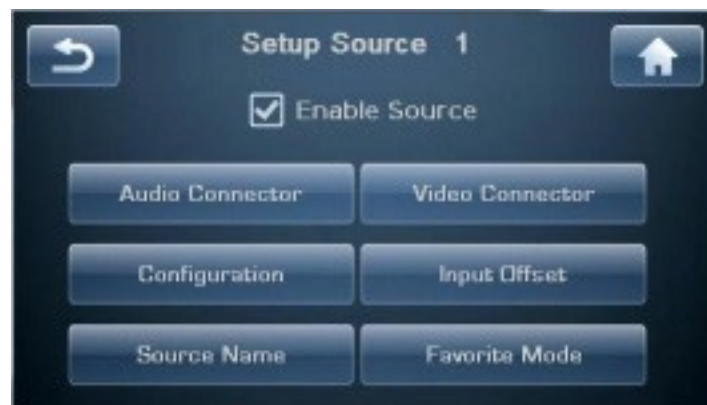 Setup Source 1
Enable Source
Audio Connector Video Connector
Configuration Input Offset
Source Name Favorite Mode